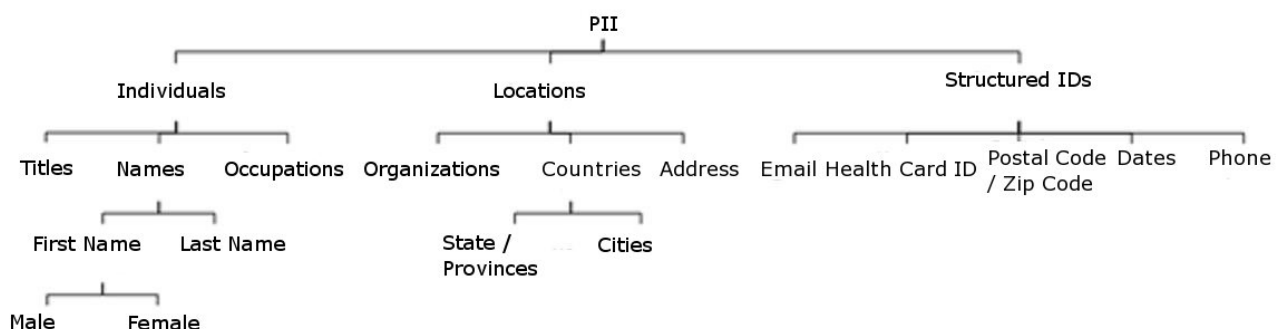 PII
Individuals Locations Structured IDs
Titles Names Occupations Organizations Countries Address Email Health Card ID Postal Code Dates Phone
/ Zip Code
First Name Last Name State / Cities
Provinces
Male Female